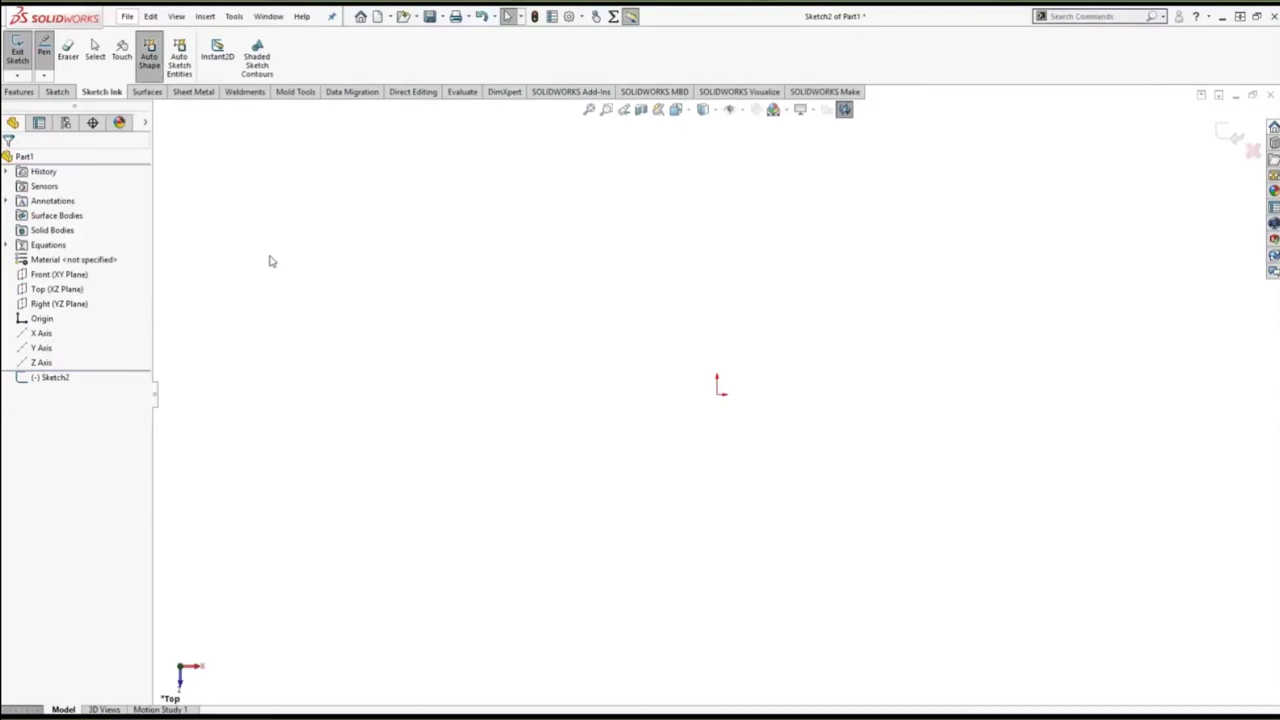 SOLIDWORKS File Edit View Insert Tools Window Help Sketch2 of Part1 * Search Commands
Exit Sketch Pen Eraser Select Touch Auto Shape Auto Sketch Entities Instant2D Shaded Sketch Contours
Features Sketch Sketch Ink Surfaces Sheet Metal Weldments Mold Tools Data Migration Direct Editing Evaluate DimXpert SOLIDWORKS Add-Ins SOLIDWORKS MBD SOLIDWORKS Visualize SOLIDWORKS Make
Part1
History
Sensors
Annotations
Surface Bodies
Solid Bodies
Equations
Material <not specified>
Front (XY Plane)
Top (XZ Plane)
Right (YZ Plane)
Origin
X Axis
Y Axis
Z Axis
(-) Sketch2
X
*Top
Model 3D Views Motion Study 1